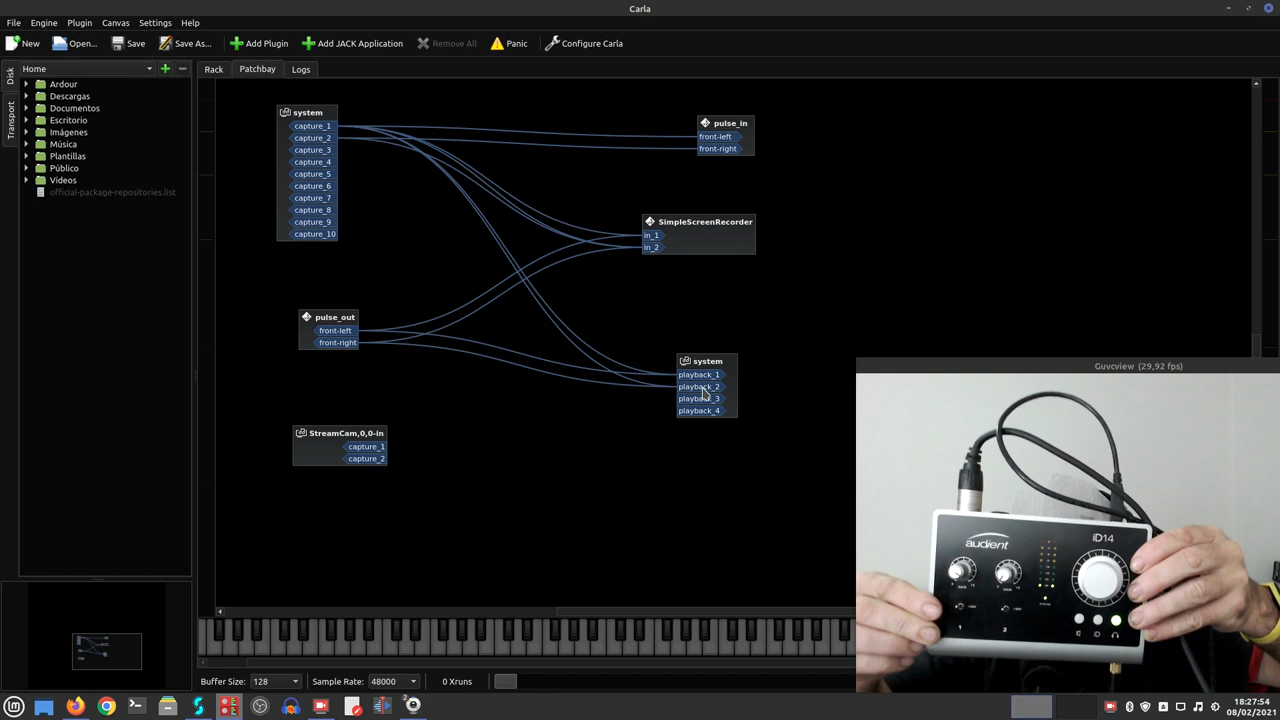 Carla
File Engine Plugin Canvas Settings Help
New Open... Save Save As... Add Plugin Add JACK Application Remove All Panic Configure Carla
Disk
Transport
Home
Ardour
Descargas
Documentos
Escritorio
Imágenes
Música
Plantillas
Público
Vídeos
official-package-repositories.list
Rack Patchbay Logs
system
capture_1
capture_2
capture_3
capture_4
capture_5
capture_6
capture_7
capture_8
capture_9
capture_10
pulse_in
front-left
front-right
SimpleScreenRecorder
in_1
in_2
pulse_out
front-left
front-right
system
playback_1
playback_2
playback_3
playback_4
StreamCam,0,0-in
capture_1
capture_2
Guvcview (29,92 fps)
audient
iD14
1
2
Buffer Size: 128 Sample Rate: 48000 0 Xruns
18:27:54
08/02/2021